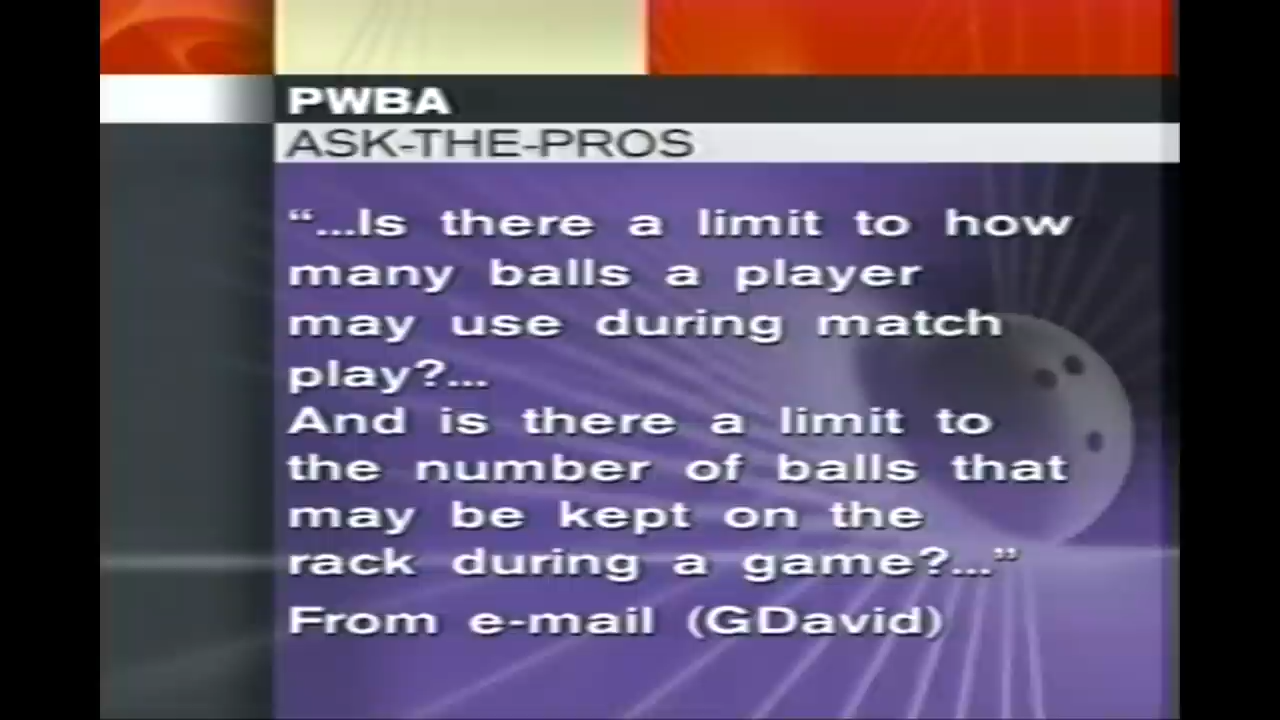 PWBA
ASK-THE-PROS
“...Is there a limit to how
many balls a player
may use during match
play?...
And is there a limit to
the number of balls that
may be kept on the
rack during a game?...”
From e-mail (GDavid)